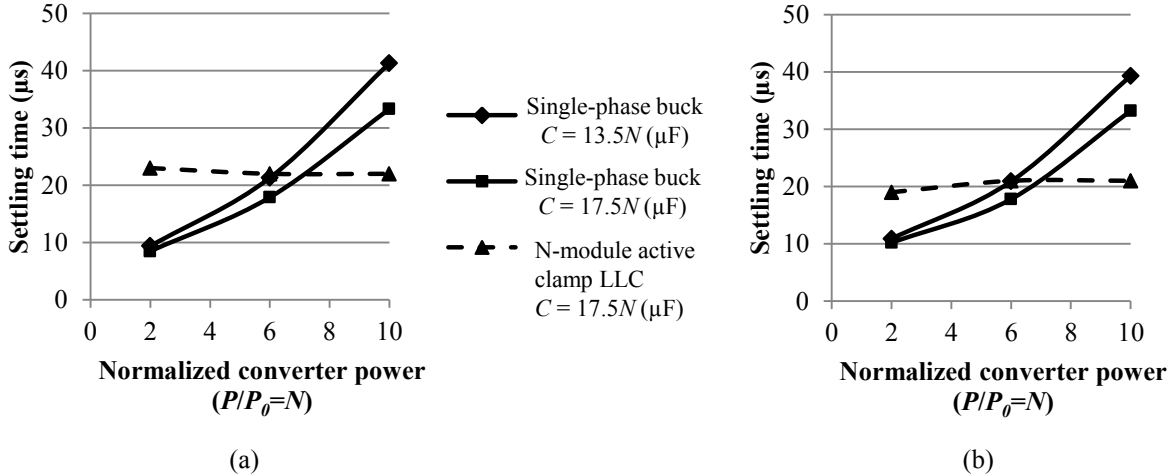 Settling time (µs)
50
40
30
20
10
0
0 2 4 6 8 10
Normalized converter power
(P/P0=N)
(a)
Single-phase buck
C = 13.5N (µF)
Single-phase buck
C = 17.5N (µF)
N-module active
clamp LLC
C = 17.5N (µF)
Settling time (µs)
50
40
30
20
10
0
0 2 4 6 8 10
Normalized converter power
(P/P0=N)
(b)